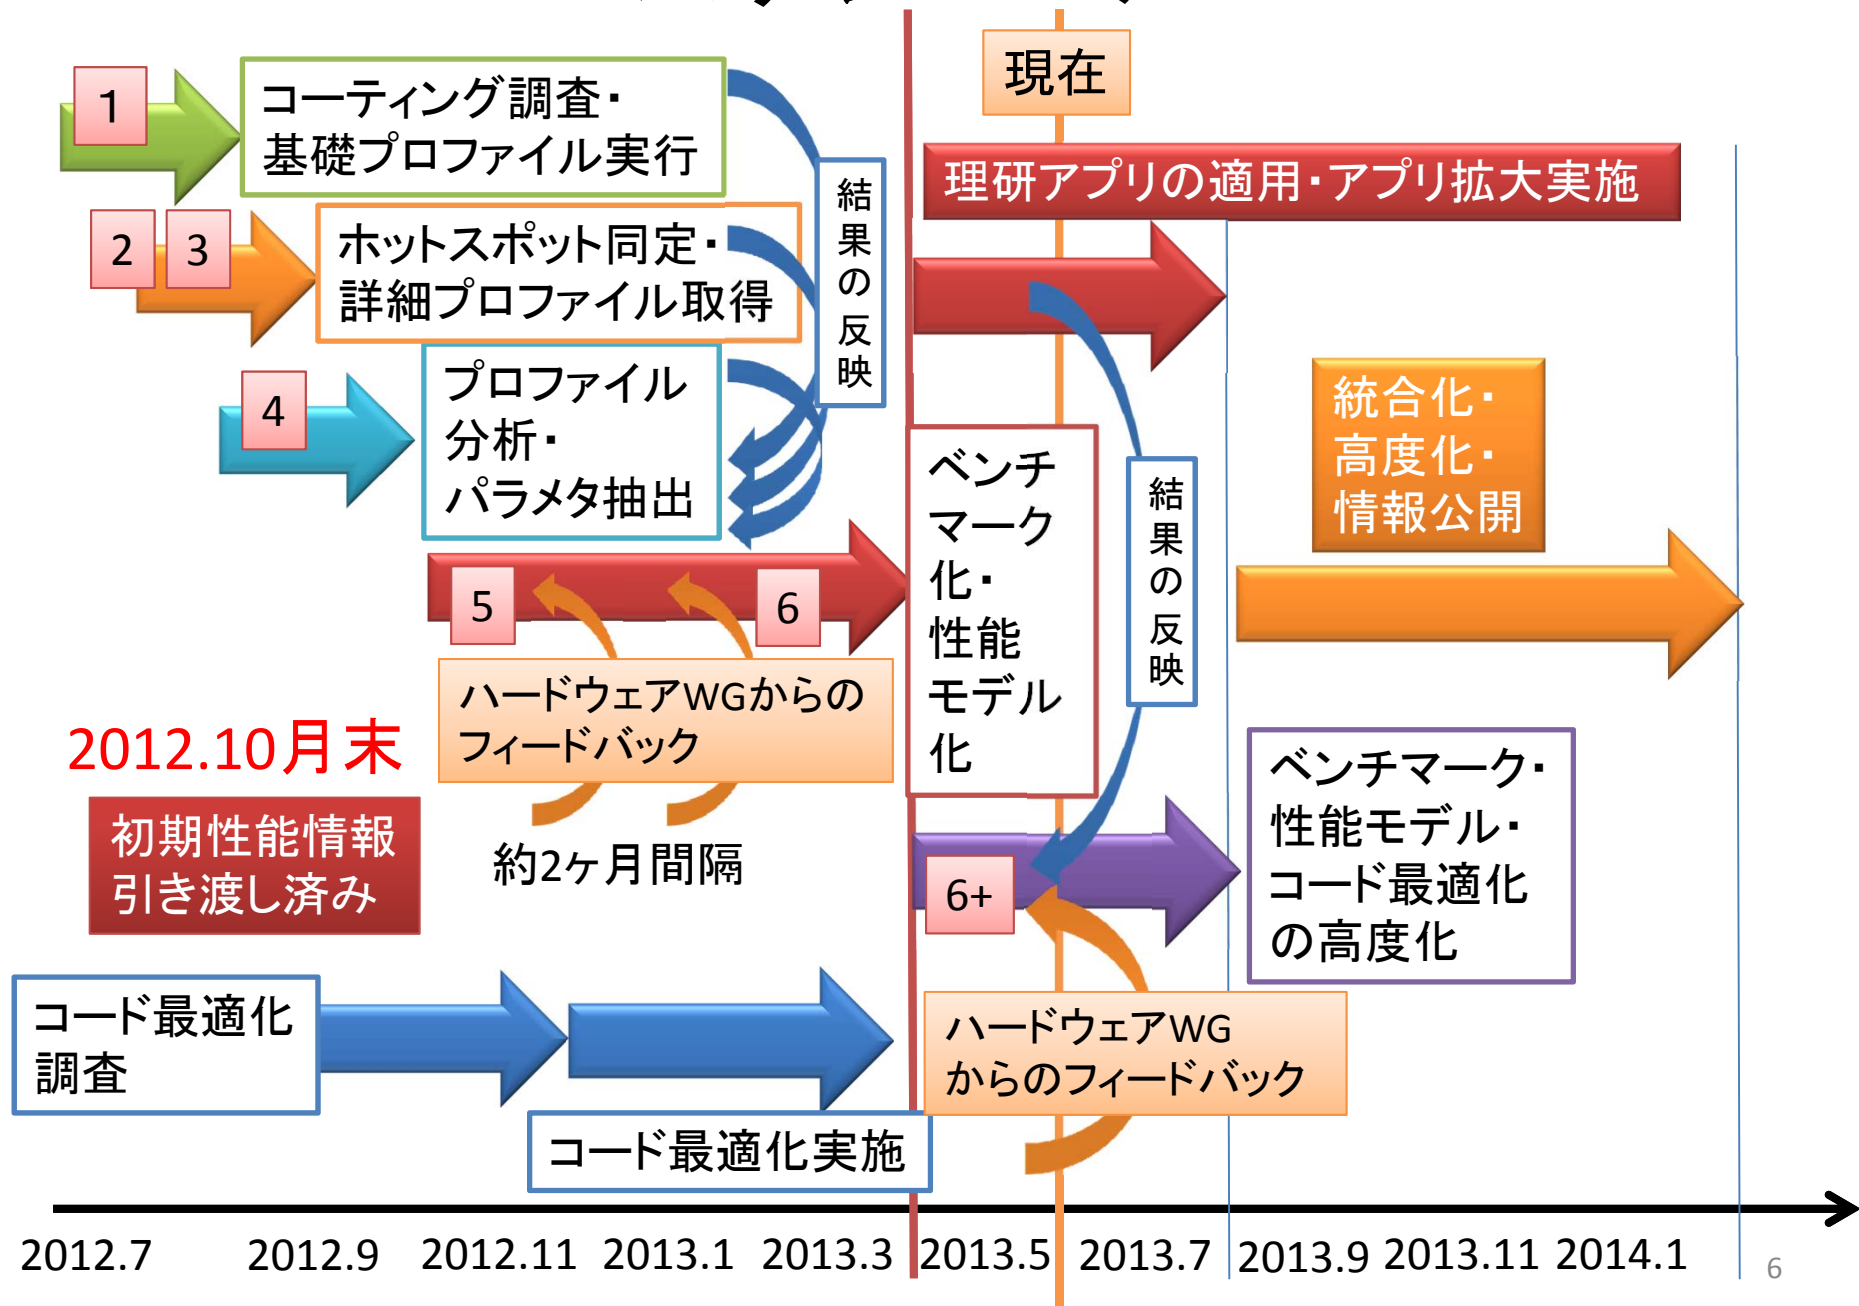 現在
1
コーティング調査・
基礎プロファイル実行
理研アプリの適用・アプリ拡大実施
2
3
ホットスポット同定・
詳細プロファイル取得
結果の反映
4
プロファイル
分析・
パラメタ抽出
統合化・
高度化・
情報公開
ベンチ
マーク
化・
性能
モデル
化
結果の反映
5
6
ハードウェアWGからの
フィードバック
約2ヶ月間隔
2012.10月末
初期性能情報
引き渡し済み
ベンチマーク・
性能モデル・
コード最適化
の高度化
6+
コード最適化
調査
ハードウェアWG
からのフィードバック
コード最適化実施
2012.7
2012.9
2012.11
2013.1
2013.3
2013.5
2013.7
2013.9
2013.11
2014.1
6